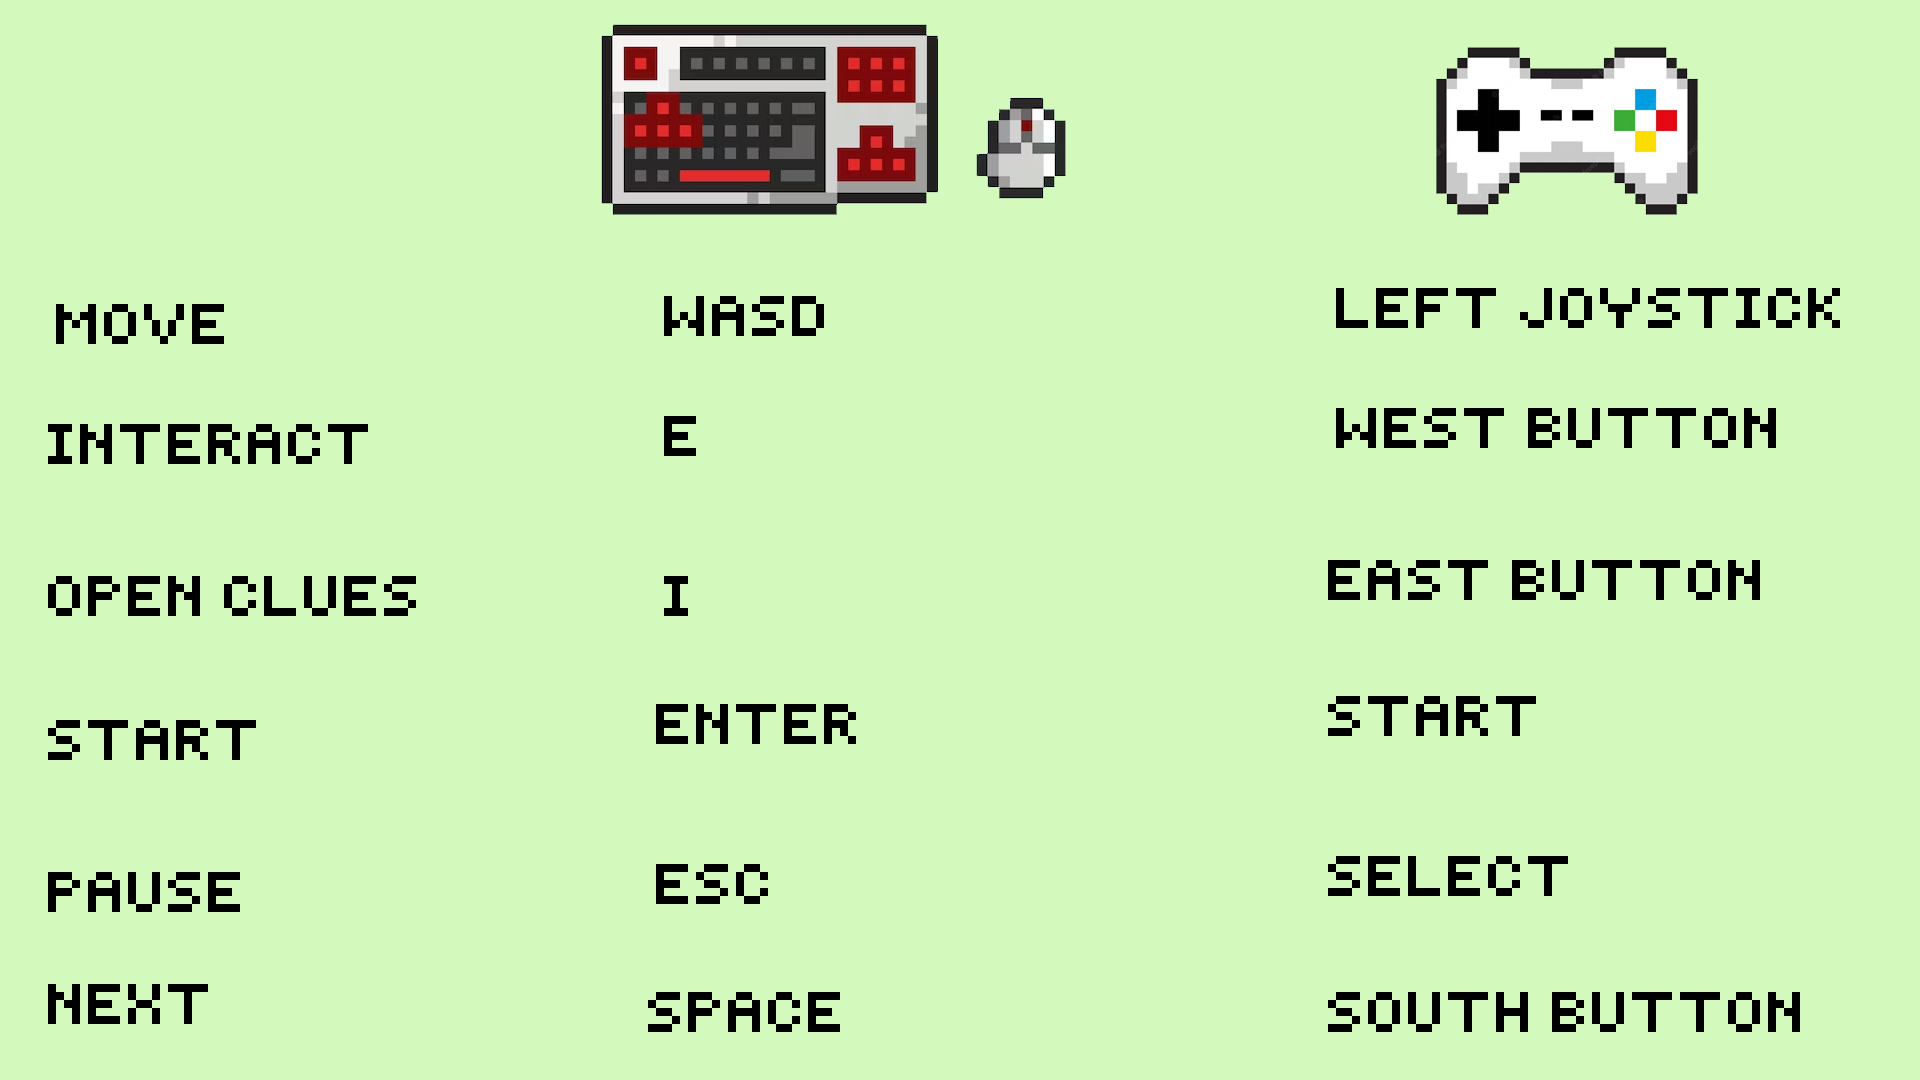 MOVE WASD LEFT JOYSTICK
INTERACT E WEST BUTTON
OPEN CLUES I EAST BUTTON
START ENTER START
PAUSE ESC SELECT
NEXT SPACE SOUTH BUTTON